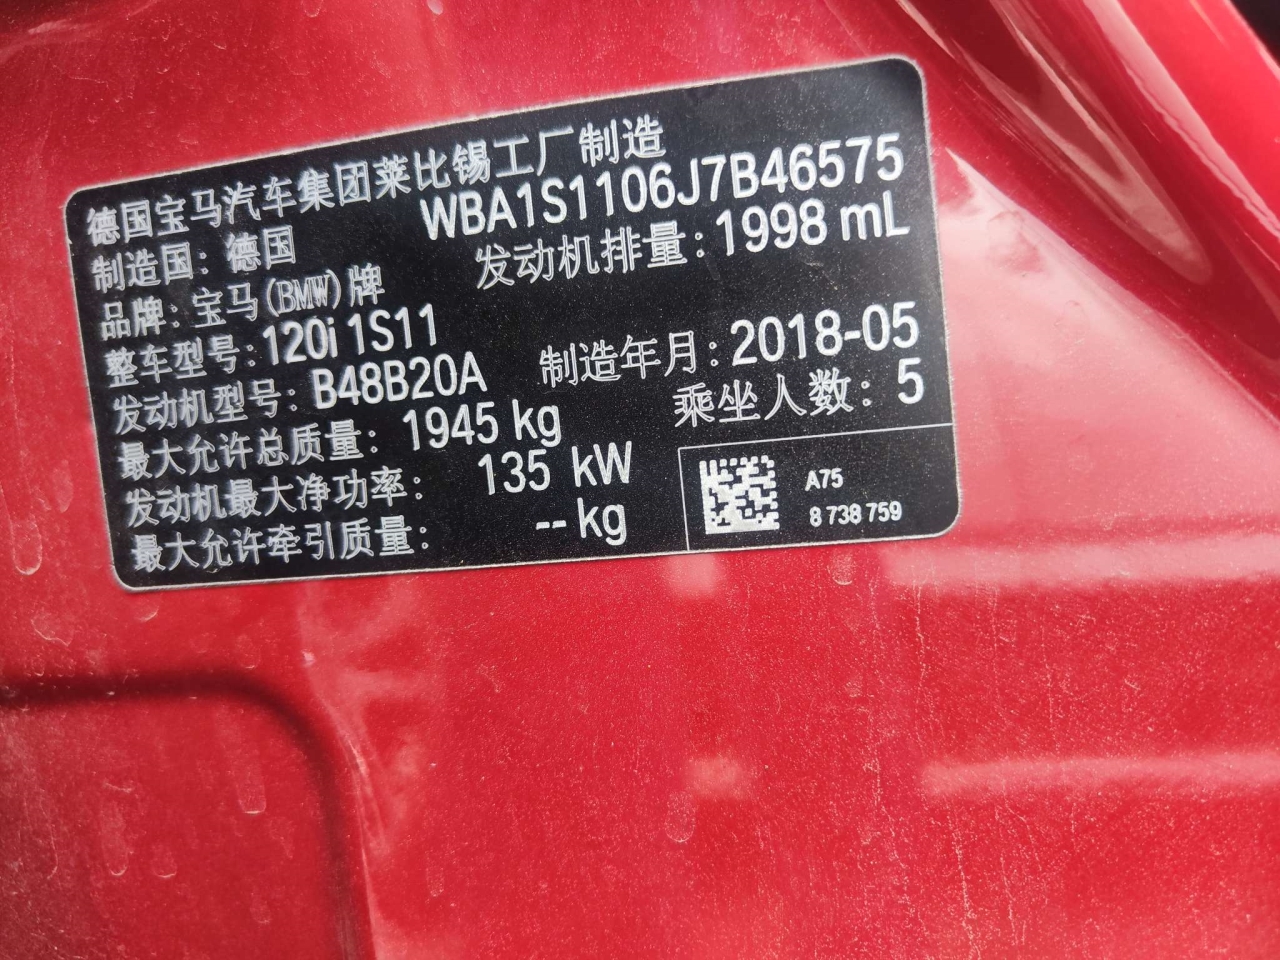 德国宝马汽车集团莱比锡工厂制造
WBA1S1106J7B46575
制造国：德国
发动机排量：1998 mL
品牌：宝马(BMW)牌
整车型号：120i 1S11
制造年月：2018-05
发动机型号：B48B20A
乘坐人数：5
最大允许总质量：1945 kg
发动机最大净功率：135 kW
最大允许牵引质量：-- kg
A75
8 738 759